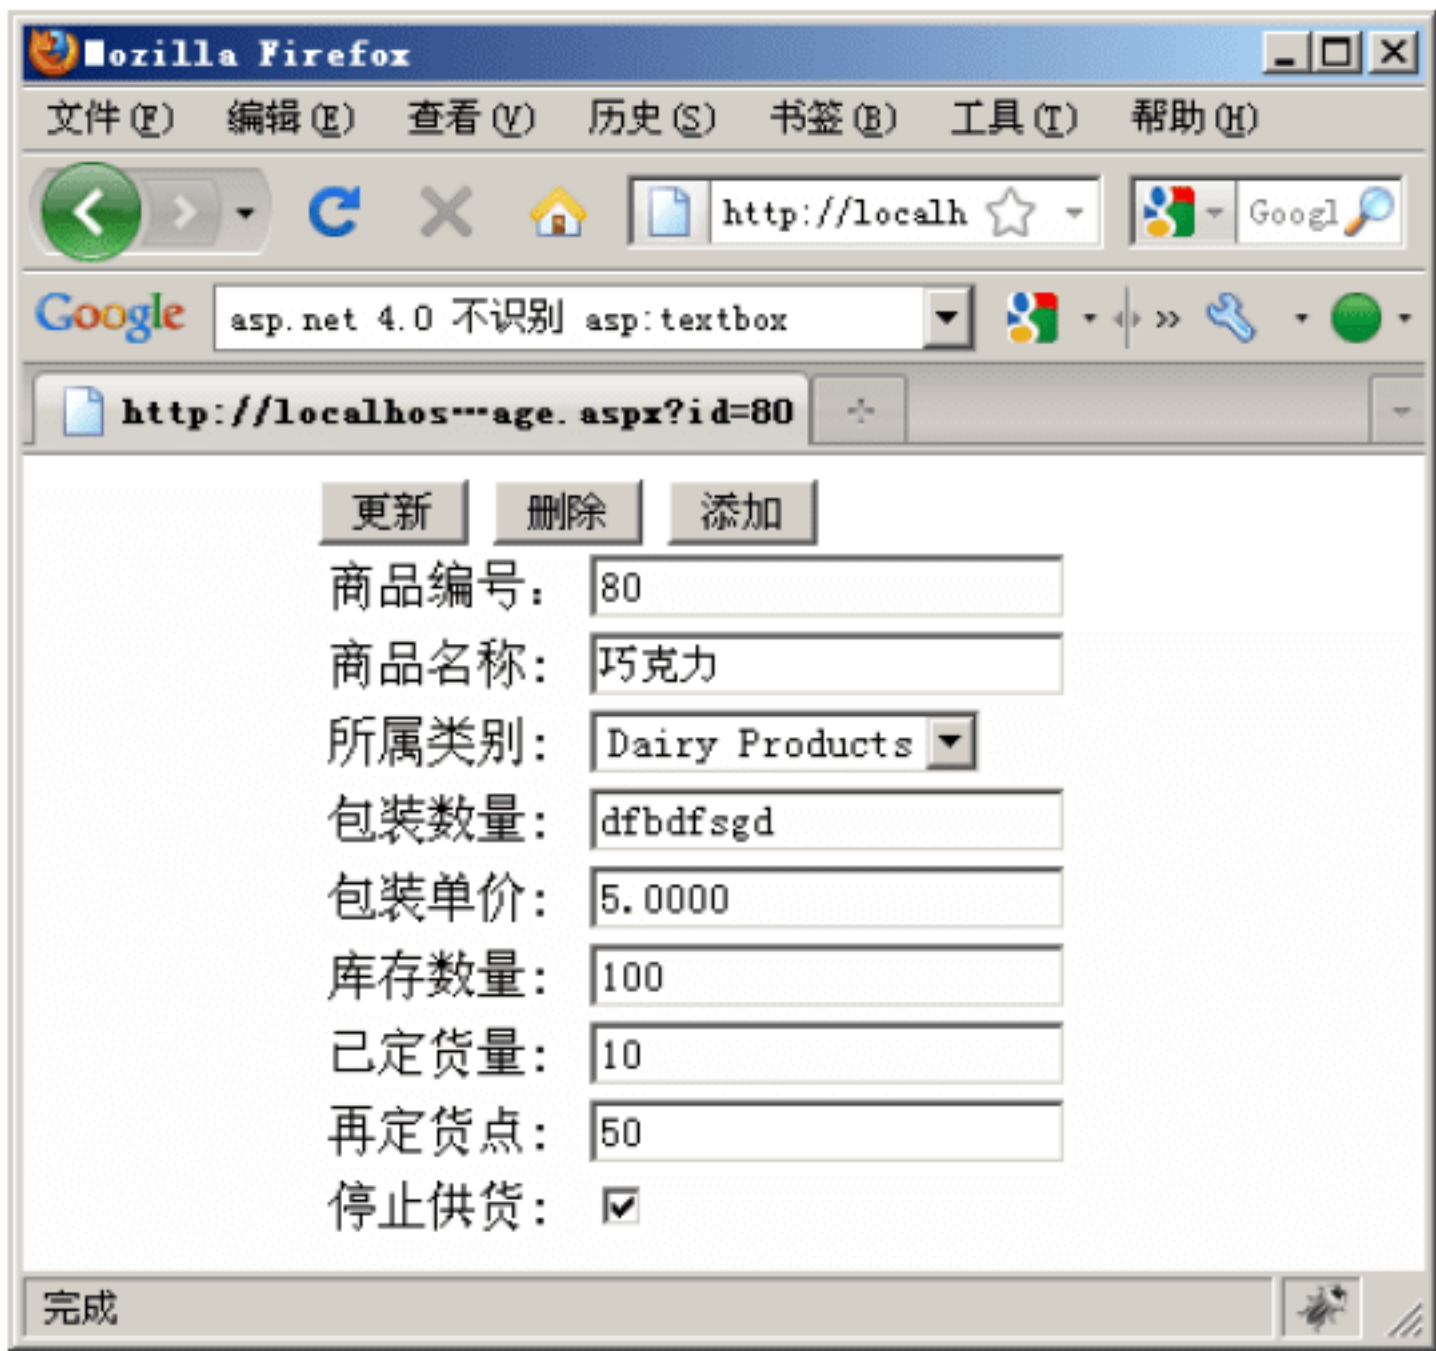 Mozilla Firefox
文件(F) 编辑(E) 查看(V) 历史(S) 书签(B) 工具(T) 帮助(H)
http://localh Googl
Google asp.net 4.0 不识别 asp:textbox
http://localhos…age.aspx?id=80
更新 删除 添加
商品编号: 80
商品名称: 巧克力
所属类别: Dairy Products
包装数量: dfbdfsgd
包装单价: 5.0000
库存数量: 100
已定货量: 10
再定货点: 50
停止供货:
完成